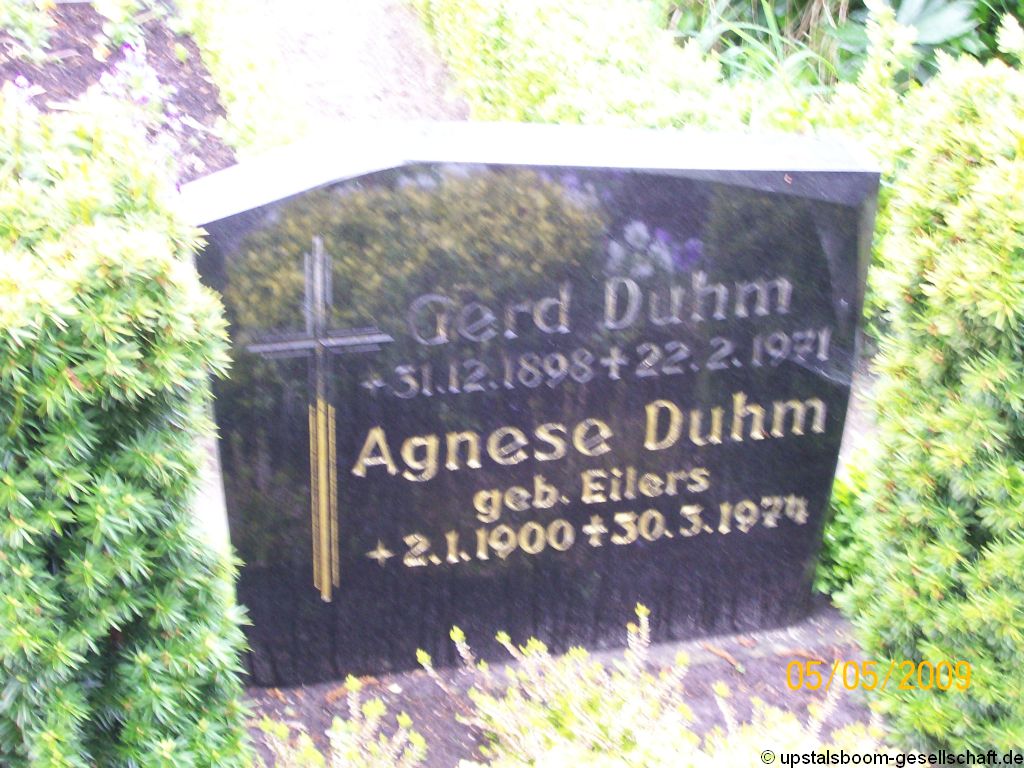 Gerd Duhm
+31.12.1898 +22.2.1971
Agnese Duhm
geb. Eilers
+2.1.1900 +30.3.1974
05/05/2009
© upstalsboom-gesellschaft.de